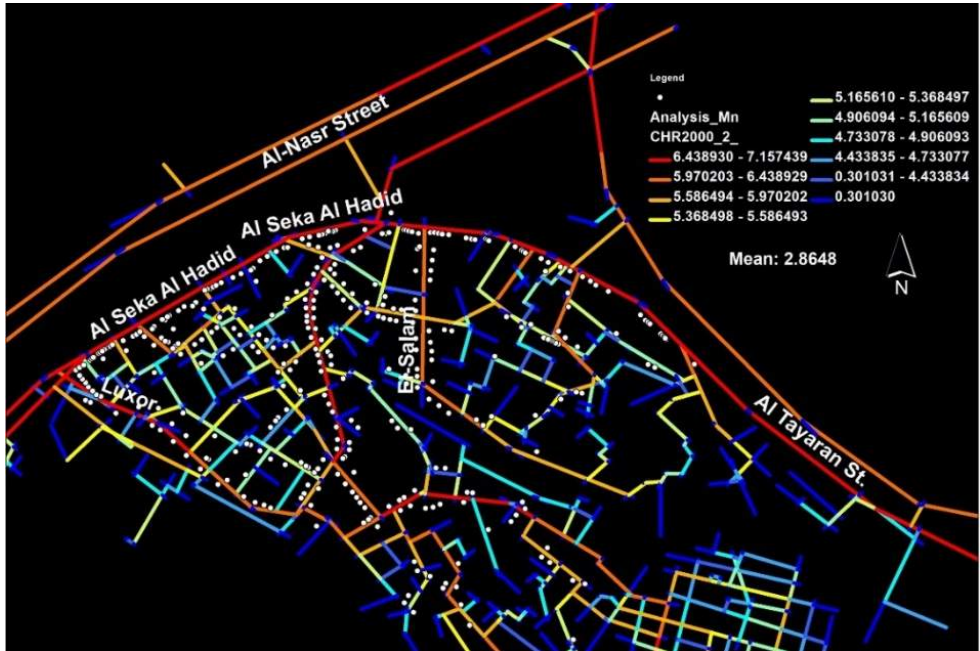 Al-Nasr Street
Al Seka Al Hadid
Al Seka Al Hadid
Luxor
Es-Salam
Al Tayaran St.
Legend
Analysis_Mn
CHR2000_2_
6.438930 - 7.157439
5.970203 - 6.438929
5.586494 - 5.970202
5.368498 - 5.586493
5.165610 - 5.368497
4.906094 - 5.165609
4.733078 - 4.906093
4.433835 - 4.733077
0.301031 - 4.433834
0.301030
Mean: 2.8648
N